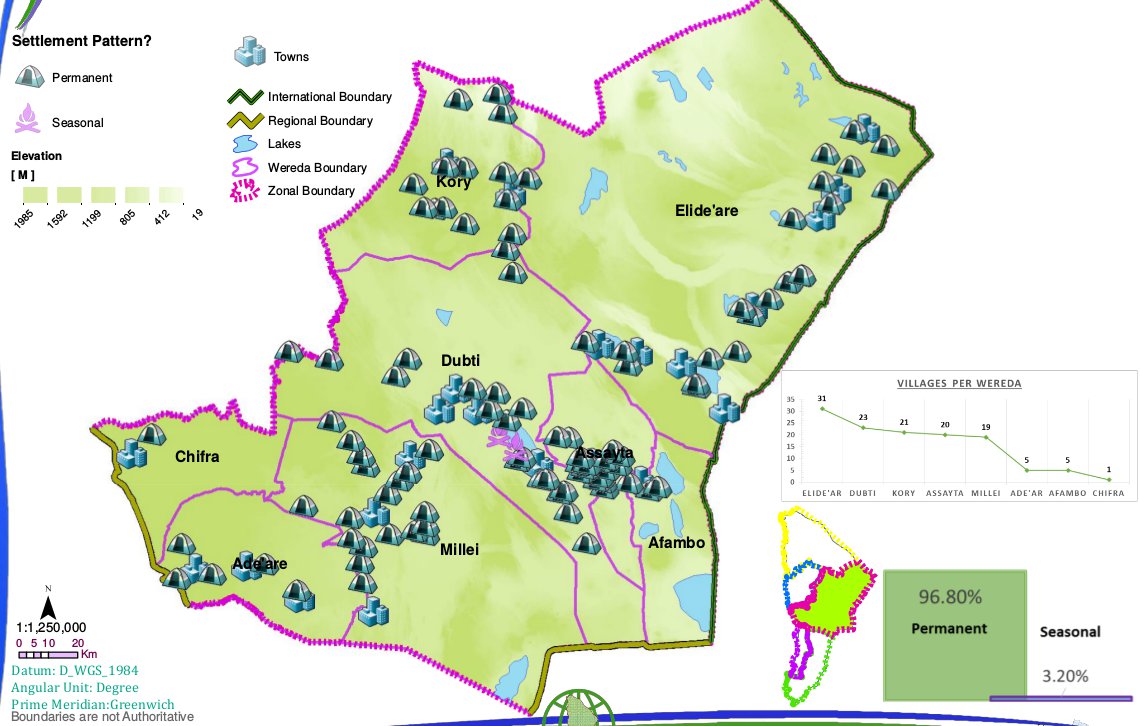 Settlement Pattern?
Permanent
Seasonal
Elevation
[ M ]
1985 1592 1199 805 412 19
Towns
International Boundary
Regional Boundary
Lakes
Wereda Boundary
Zonal Boundary
Kory
Elide'are
Dubti
Chifra
Assayta
Ade'are
Millei
Afambo
VILLAGES PER WEREDA
35
30
25
20
15
10
5
0
31 23 21 20 19 5 5 1
ELIDE'AR DUBTI KORY ASSAYTA MILLEI ADE'AR AFAMBO CHIFRA
96.80%
Permanent
Seasonal
3.20%
N
1:1,250,000
0 5 10 20
Km
Datum: D_WGS_1984
Angular Unit: Degree
Prime Meridian:Greenwich
Boundaries are not Authoritative